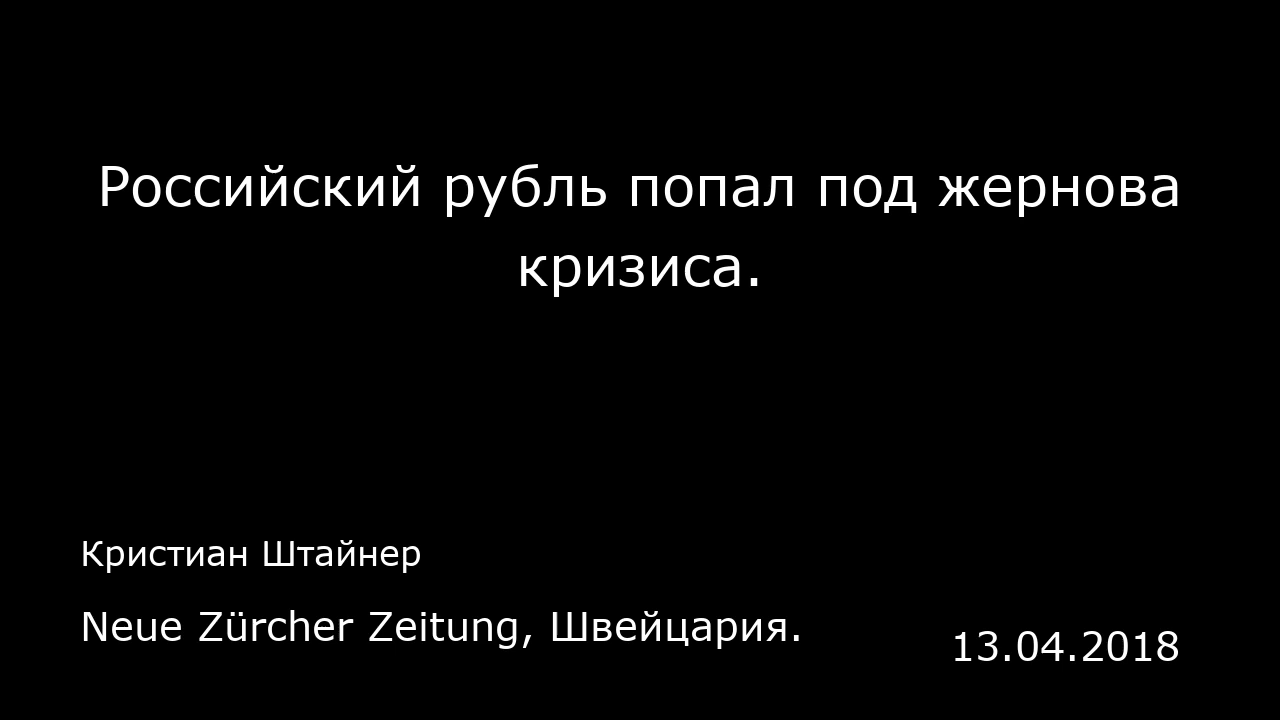 Российский рубль попал под жернова
кризиса.
Кристиан Штайнер
Neue Zürcher Zeitung, Швейцария.
13.04.2018